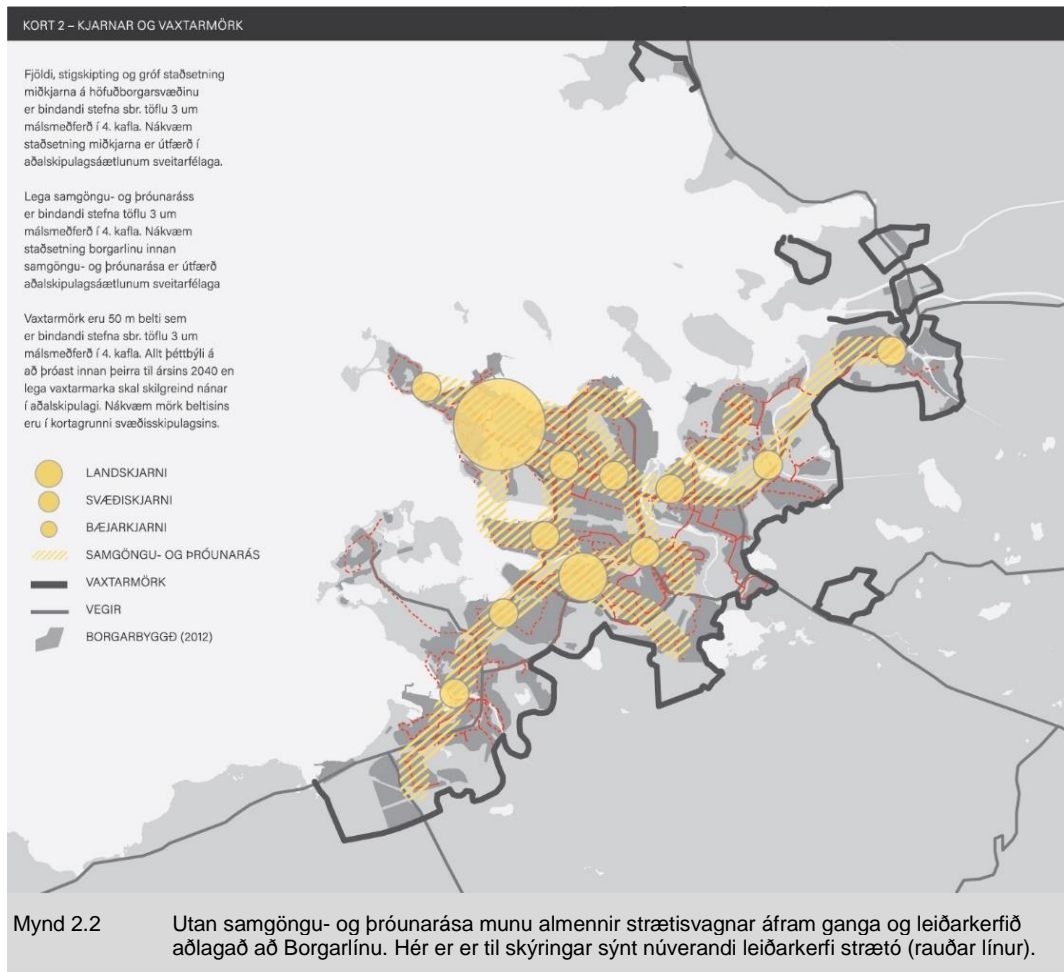 KORT 2 – KJARNAR OG VAXTARMÖRK
Fjöldi, stigskipting og gróf staðsetning
miðkjarna á höfuðborgarsvæðinu
er bindandi stefna sbr. töflu 3 um
málsmeðferð í 4. kafla. Nákvæm
staðsetning miðkjarna er útfærð í
aðalskipulagsáætlunum sveitarfélaga.
Lega samgöngu- og þróunaráss
er bindandi stefna töflu 3 um
málsmeðferð í 4. kafla. Nákvæm
staðsetning borgarlinu innan
samgöngu- og þróunarása er útfærð
aðalskipulagsáætlunum sveitarfélaga
Vaxtarmörk eru 50 m belti sem
er bindandi stefna sbr. töflu 3 um
málsmeðferð í 4. kafla. Allt þéttbýli á
að þróast innan þeirra til ársins 2040 en
lega vaxtarmarka skal skilgreind nánar
í aðalskipulagi. Nákvæm mörk beltisins
eru í kortagrunni svæðisskipulagsins.
LANDSKJARNI
SVÆÐISKJARNI
BÆJARKJARNI
SAMGÖNGU- OG ÞRÓUNARÁS
VAXTARMÖRK
VEGIR
BORGARBYGGÐ (2012)
Mynd 2.2 Utan samgöngu- og þróunarása munu almennir strætisvagnar áfram ganga og leiðarkerfið
aðlagað að Borgarlínu. Hér er er til skýringar sýnt núverandi leiðarkerfi strætó (rauðar línur).